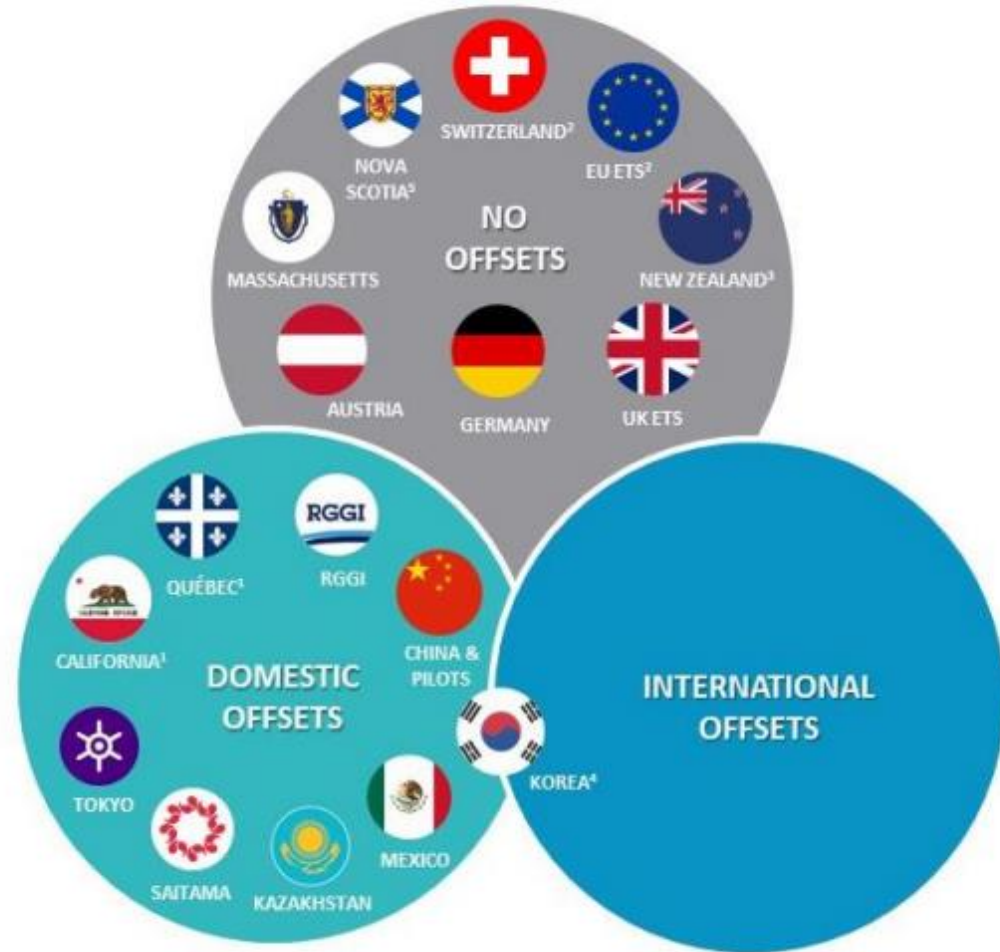 SWITZERLAND²
NOVA
SCOTIA⁵
EU ETS²
NO
OFFSETS
MASSACHUSETTS
NEW ZEALAND³
AUSTRIA
GERMANY
UK ETS
RGGI
QUÉBEC¹
RGGI
CALIFORNIA¹
CHINA &
PILOTS
DOMESTIC
OFFSETS
INTERNATIONAL
OFFSETS
TOKYO
KOREA⁴
MEXICO
SAITAMA
KAZAKHSTAN